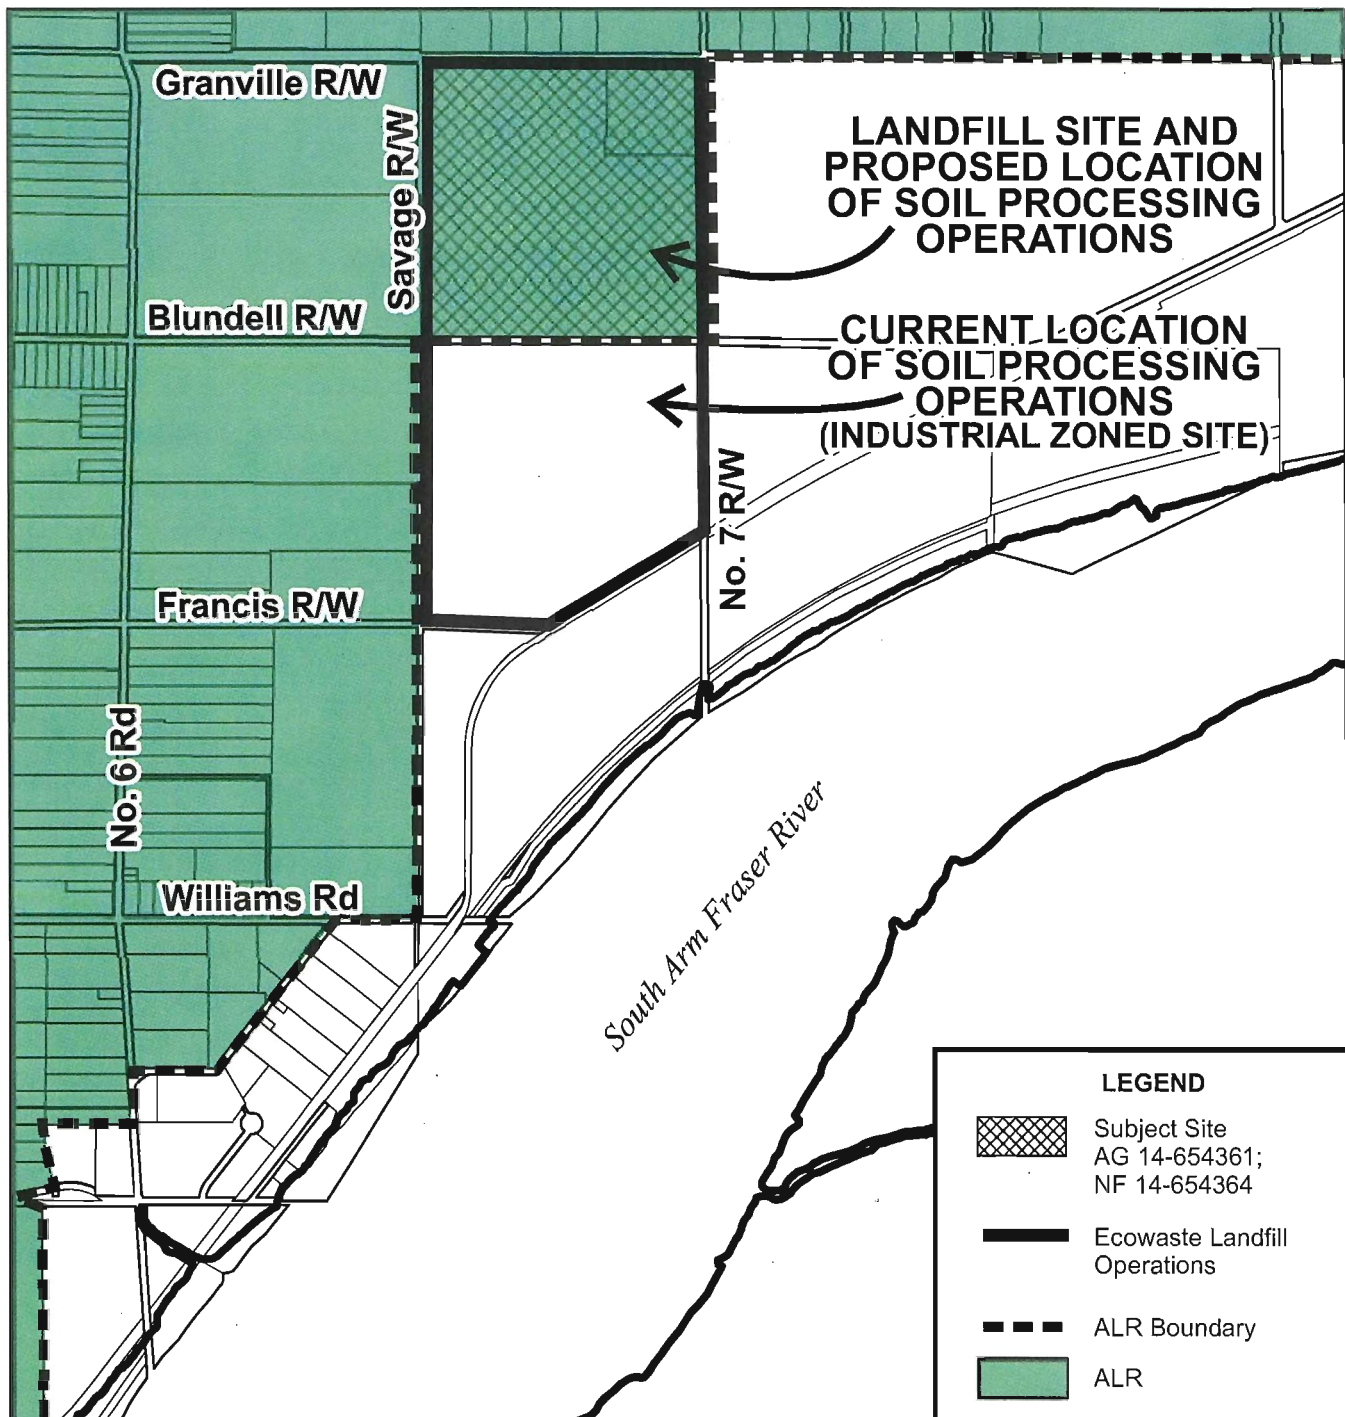 Granville R/W
Savage R/W
LANDFILL SITE AND
PROPOSED LOCATION
OF SOIL PROCESSING
OPERATIONS
Blundell R/W
CURRENT LOCATION
OF SOIL PROCESSING
OPERATIONS
(INDUSTRIAL ZONED SITE)
No. 7 R/W
Francis R/W
No. 6 Rd
Williams Rd
South Arm Fraser River
LEGEND
Subject Site
AG 14-654361;
NF 14-654364
Ecowaste Landfill
Operations
ALR Boundary
ALR